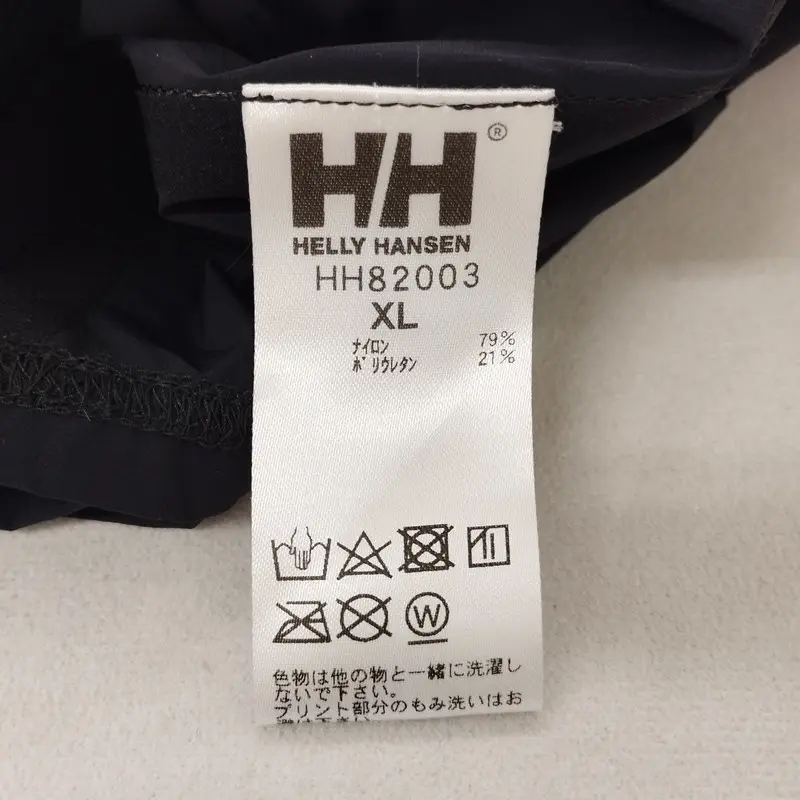 HH®
HELLY HANSEN
HH82003
XL
ナイロン 79%
ポリウレタン 21%
W
色物は他の物と一緒に洗濯し
ないで下さい。
プリント部分のもみ洗いはお